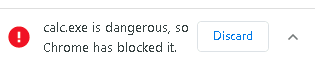 calc.exe is dangerous, so
Chrome has blocked it.
Discard